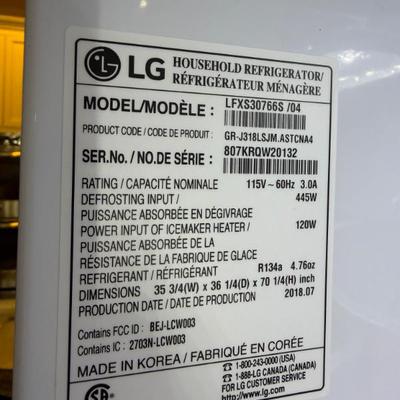 LG HOUSEHOLD REFRIGERATOR/
RÉFRIGÉRATEUR MÉNAGÈRE
MODEL/MODÈLE : LFXS30766S /04
PRODUCT CODE / CODE DE PRODUIT : GR-J318LSJM.ASTCNA4
SER.No./ NO.DE SÉRIE : 807KRQW20132
RATING / CAPACITÉ NOMINALE 115V~60Hz 3.0A
DEFROSTING INPUT / 445W
PUISSANCE ABSORBÉE EN DÉGIVRAGE
POWER INPUT OF ICEMAKER HEATER / 120W
PUISSANCE ABSORBÉE DE LA
RÉSISTANCE DE LA FABRIQUE DE GLACE
REFRIGERANT / RÉFRIGÉRANT R134a 4.76oz
DIMENSIONS 35 3/4(W) x 36 1/4(D) x 70 1/4(H) inch
PRODUCTION DATE / DATE DE PRODUCTION 2018.07
Contains FCC ID : BEJ-LCW003
Contains IC : 2703N-LCW003
MADE IN KOREA / FABRIQUÉ EN CORÉE
1-800-243-0000 (USA)
1-888-LG CANADA (CANADA)
FOR LG CUSTOMER SERVICE
http://www.lg.com
SA